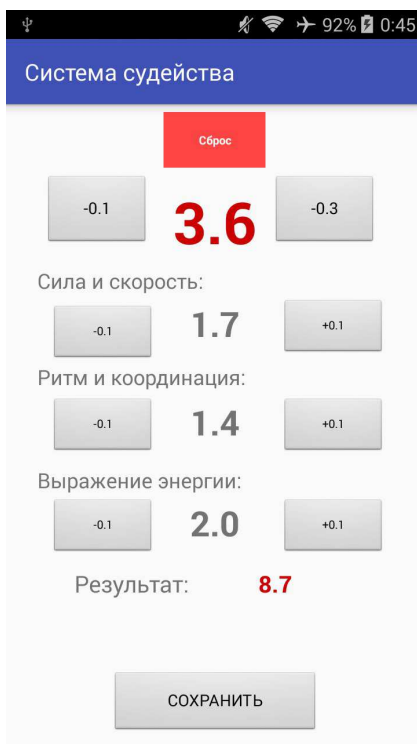 92% 0:45
Система судейства
Сброс
-0.1 3.6 -0.3
Сила и скорость:
-0.1 1.7 +0.1
Ритм и координация:
-0.1 1.4 +0.1
Выражение энергии:
-0.1 2.0 +0.1
Результат: 8.7
СОХРАНИТЬ